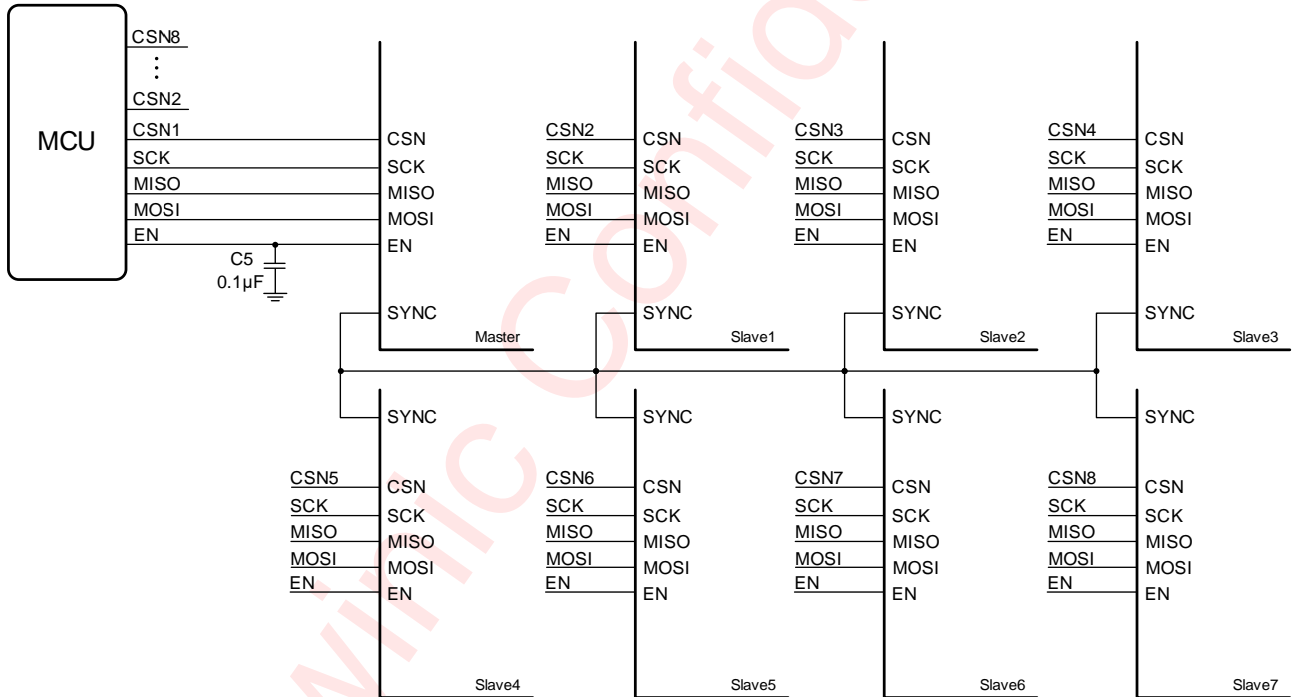 CSN8
CSN2
CSN1
SCK
MISO
MOSI
EN
MCU
C5
0.1µF
CSN
SCK
MISO
MOSI
EN
SYNC
Master
CSN2
SCK
MISO
MOSI
EN
CSN
SCK
MISO
MOSI
EN
SYNC
Slave1
CSN3
SCK
MISO
MOSI
EN
CSN
SCK
MISO
MOSI
EN
SYNC
Slave2
CSN4
SCK
MISO
MOSI
EN
CSN
SCK
MISO
MOSI
EN
SYNC
Slave3
SYNC
CSN5
SCK
MISO
MOSI
EN
CSN
SCK
MISO
MOSI
EN
Slave4
SYNC
CSN6
SCK
MISO
MOSI
EN
CSN
SCK
MISO
MOSI
EN
Slave5
SYNC
CSN7
SCK
MISO
MOSI
EN
CSN
SCK
MISO
MOSI
EN
Slave6
SYNC
CSN8
SCK
MISO
MOSI
EN
CSN
SCK
MISO
MOSI
EN
Slave7